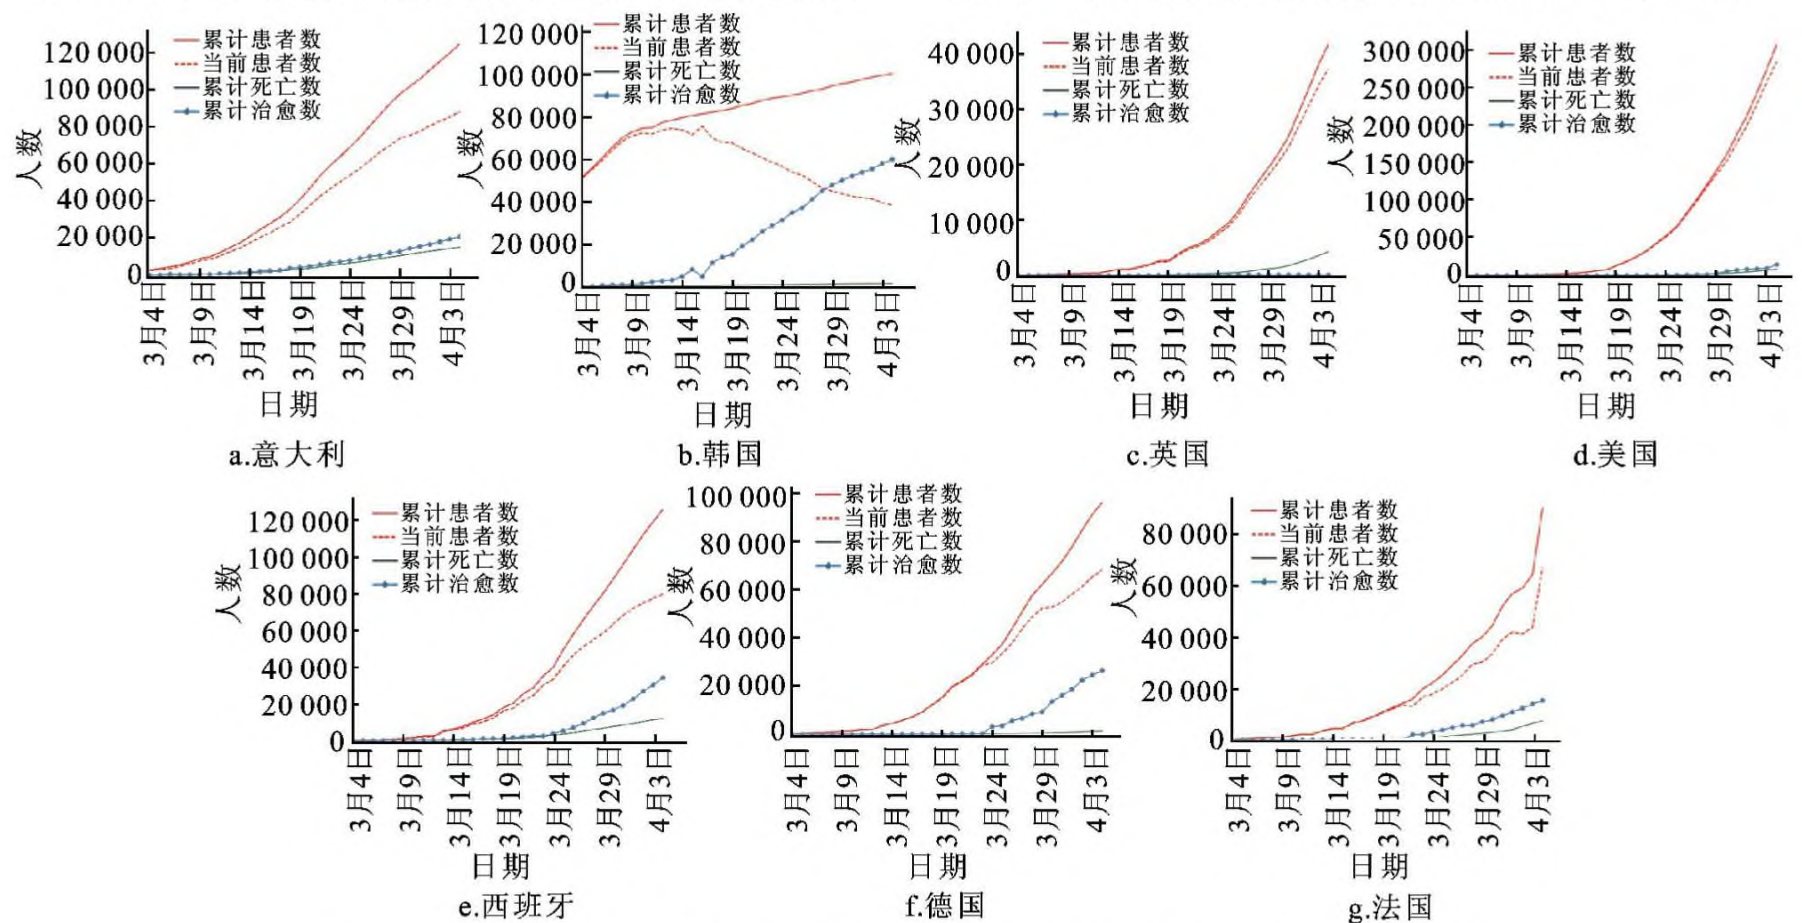 累计患者数
当前患者数
累计死亡数
累计治愈数
120 000
100 000
80 000
60 000
40 000
20 000
0
人数
3月4日
3月9日
3月14日
3月19日
3月24日
3月29日
4月3日
日期
a.意大利
累计患者数
当前患者数
累计死亡数
累计治愈数
120 000
100 000
80 000
60 000
40 000
20 000
0
人数
3月4日
3月9日
3月14日
3月19日
3月24日
3月29日
4月3日
日期
b.韩国
累计患者数
当前患者数
累计死亡数
累计治愈数
40 000
30 000
20 000
10 000
0
人数
3月4日
3月9日
3月14日
3月19日
3月24日
3月29日
4月3日
日期
c.英国
累计患者数
当前患者数
累计死亡数
累计治愈数
300 000
250 000
200 000
150 000
100 000
50 000
0
人数
3月4日
3月9日
3月14日
3月19日
3月24日
3月29日
4月3日
日期
d.美国
累计患者数
当前患者数
累计死亡数
累计治愈数
120 000
100 000
80 000
60 000
40 000
20 000
0
人数
3月4日
3月9日
3月14日
3月19日
3月24日
3月29日
4月3日
日期
e.西班牙
累计患者数
当前患者数
累计死亡数
累计治愈数
100 000
80 000
60 000
40 000
20 000
0
人数
3月4日
3月9日
3月14日
3月19日
3月24日
3月29日
4月3日
日期
f.德国
累计患者数
当前患者数
累计死亡数
累计治愈数
80 000
60 000
40 000
20 000
0
人数
3月4日
3月9日
3月14日
3月19日
3月24日
3月29日
4月3日
日期
g.法国